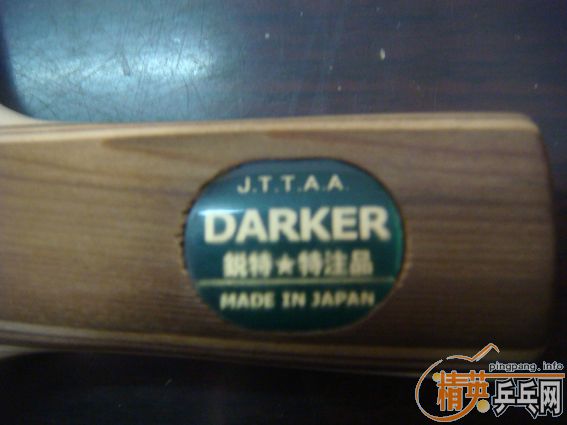 J.T.T.A.A.
DARKER
鋭特★特注品
MADE IN JAPAN
pingpang.info
精英乒乓网